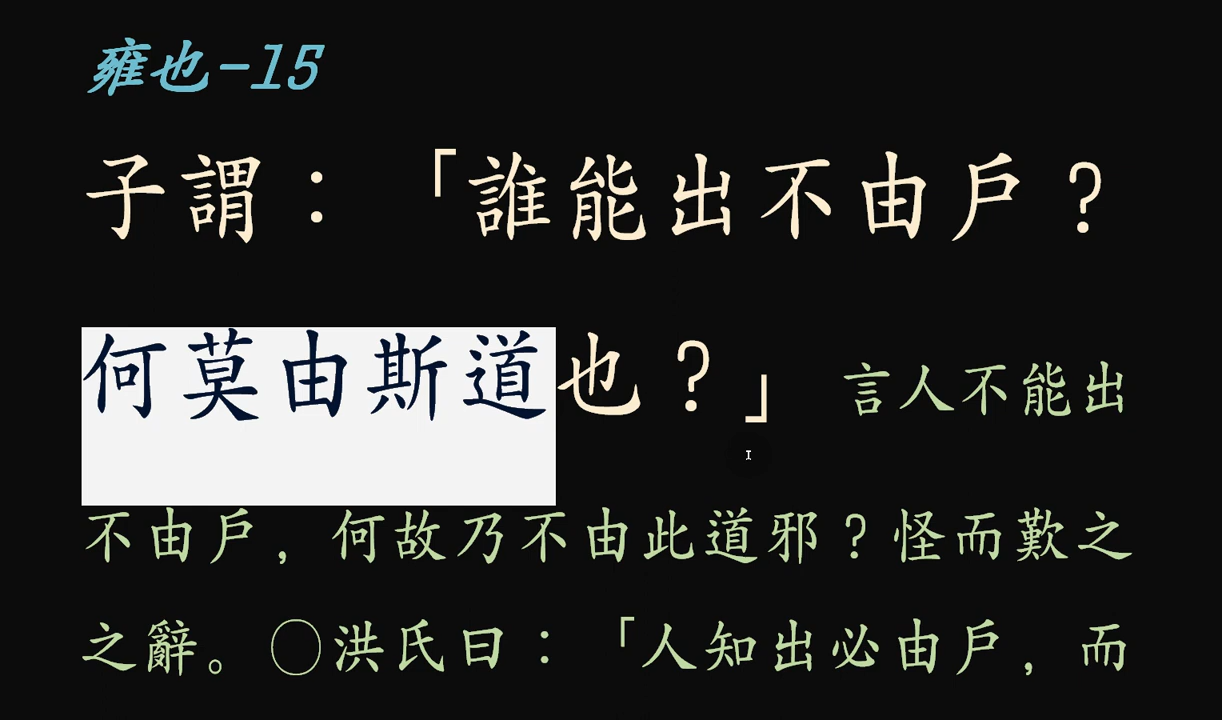 雍也-15
子謂：「誰能出不由戶？
何莫由斯道也？」 言人不能出
不由戶，何故乃不由此道邪？怪而歎之
之辭。○洪氏曰：「人知出必由戶，而